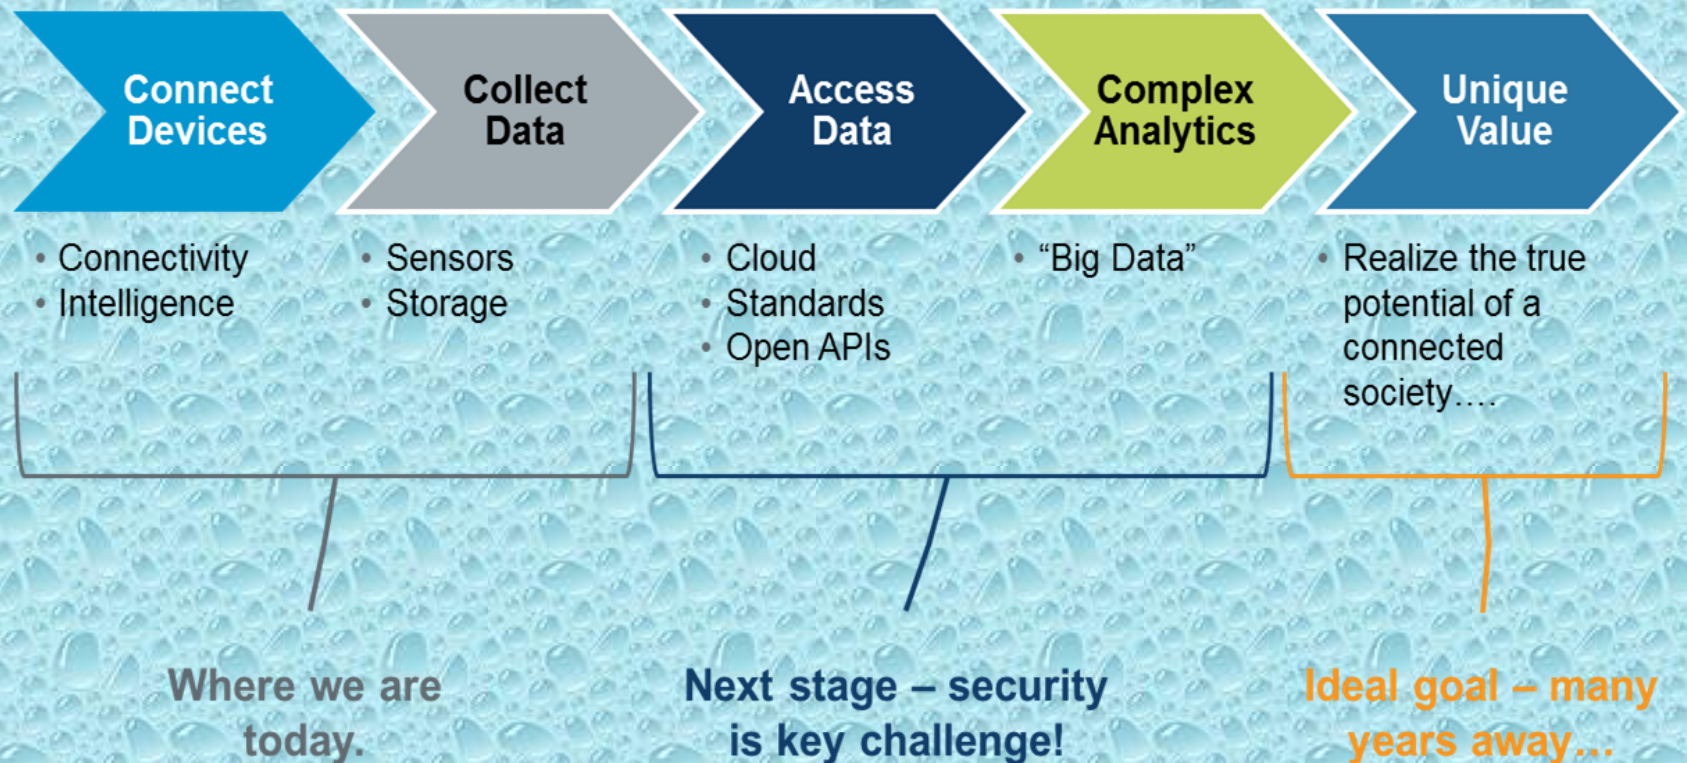 Connect
Devices
Collect
Data
Access
Data
Complex
Analytics
Unique
Value
• Connectivity
• Intelligence
• Sensors
• Storage
• Cloud
• Standards
• Open APIs
• “Big Data”
• Realize the true
potential of a
connected
society….
Where we are
today.
Next stage – security
is key challenge!
Ideal goal – many
years away…